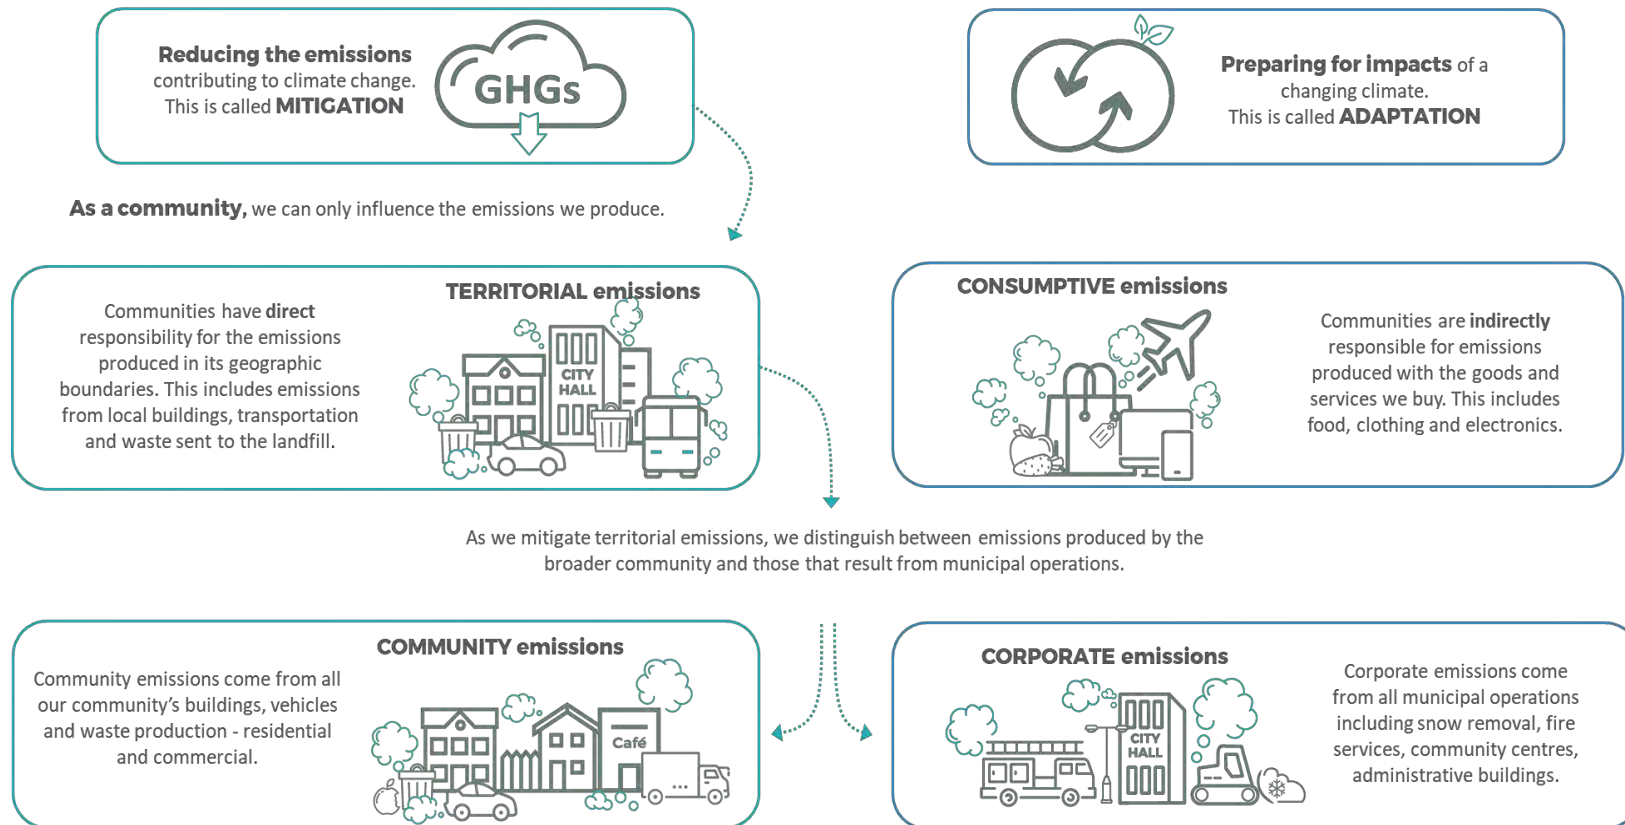 Reducing the emissions
contributing to climate change.
This is called MITIGATION
GHGs
Preparing for impacts of a
changing climate.
This is called ADAPTATION
As a community, we can only influence the emissions we produce.
TERRITORIAL emissions
Communities have direct
responsibility for the emissions
produced in its geographic
boundaries. This includes emissions
from local buildings, transportation
and waste sent to the landfill.
CITY
HALL
CONSUMPTIVE emissions
Communities are indirectly
responsible for emissions
produced with the goods and
services we buy. This includes
food, clothing and electronics.
As we mitigate territorial emissions, we distinguish between emissions produced by the
broader community and those that result from municipal operations.
COMMUNITY emissions
Community emissions come from all
our community's buildings, vehicles
and waste production - residential
and commercial.
Café
CORPORATE emissions
CITY
HALL
Corporate emissions come
from all municipal operations
including snow removal, fire
services, community centres,
administrative buildings.